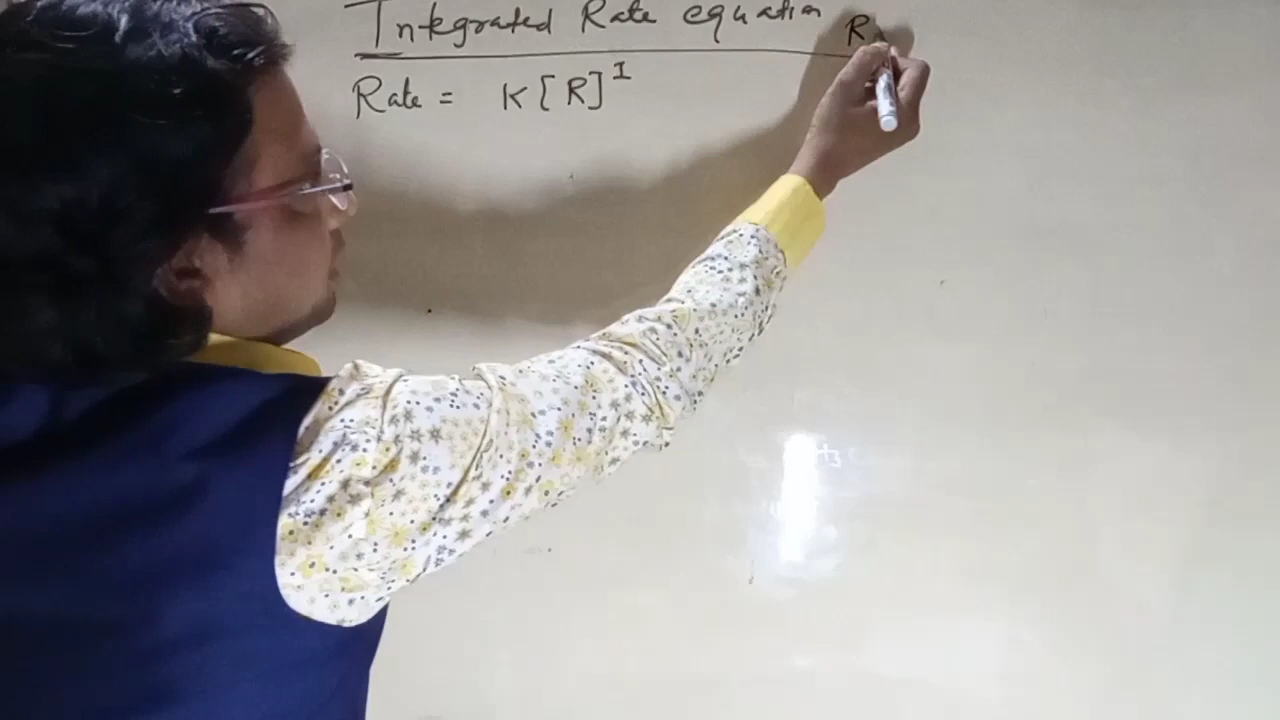 Integrated Rate equation R
Rate = K[R]¹